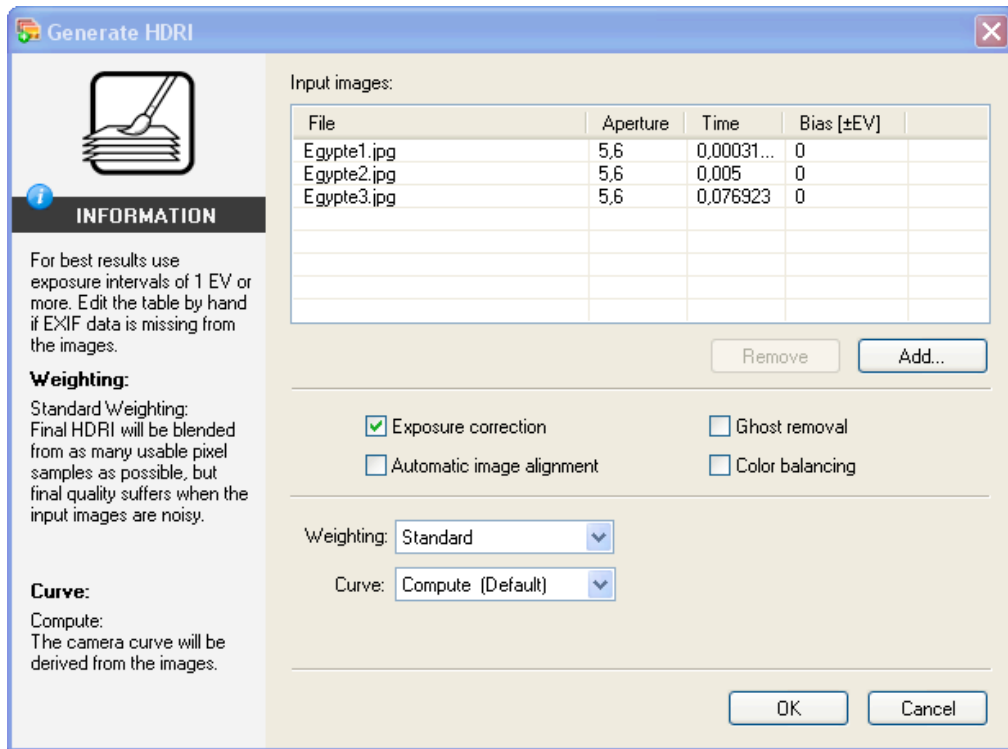 Generate HDRI
INFORMATION
For best results use
exposure intervals of 1 EV or
more. Edit the table by hand
if EXIF data is missing from
the images.
Weighting:
Standard Weighting:
Final HDRI will be blended
from as many usable pixel
samples as possible, but
final quality suffers when the
input images are noisy.
Curve:
Compute:
The camera curve will be
derived from the images.
Input images:
File Aperture Time Bias [±EV]
Egypte1.jpg 5,6 0,00031... 0
Egypte2.jpg 5,6 0,005 0
Egypte3.jpg 5,6 0,076923 0
Remove Add...
Exposure correction Ghost removal
Automatic image alignment Color balancing
Weighting: Standard
Curve: Compute (Default)
OK Cancel